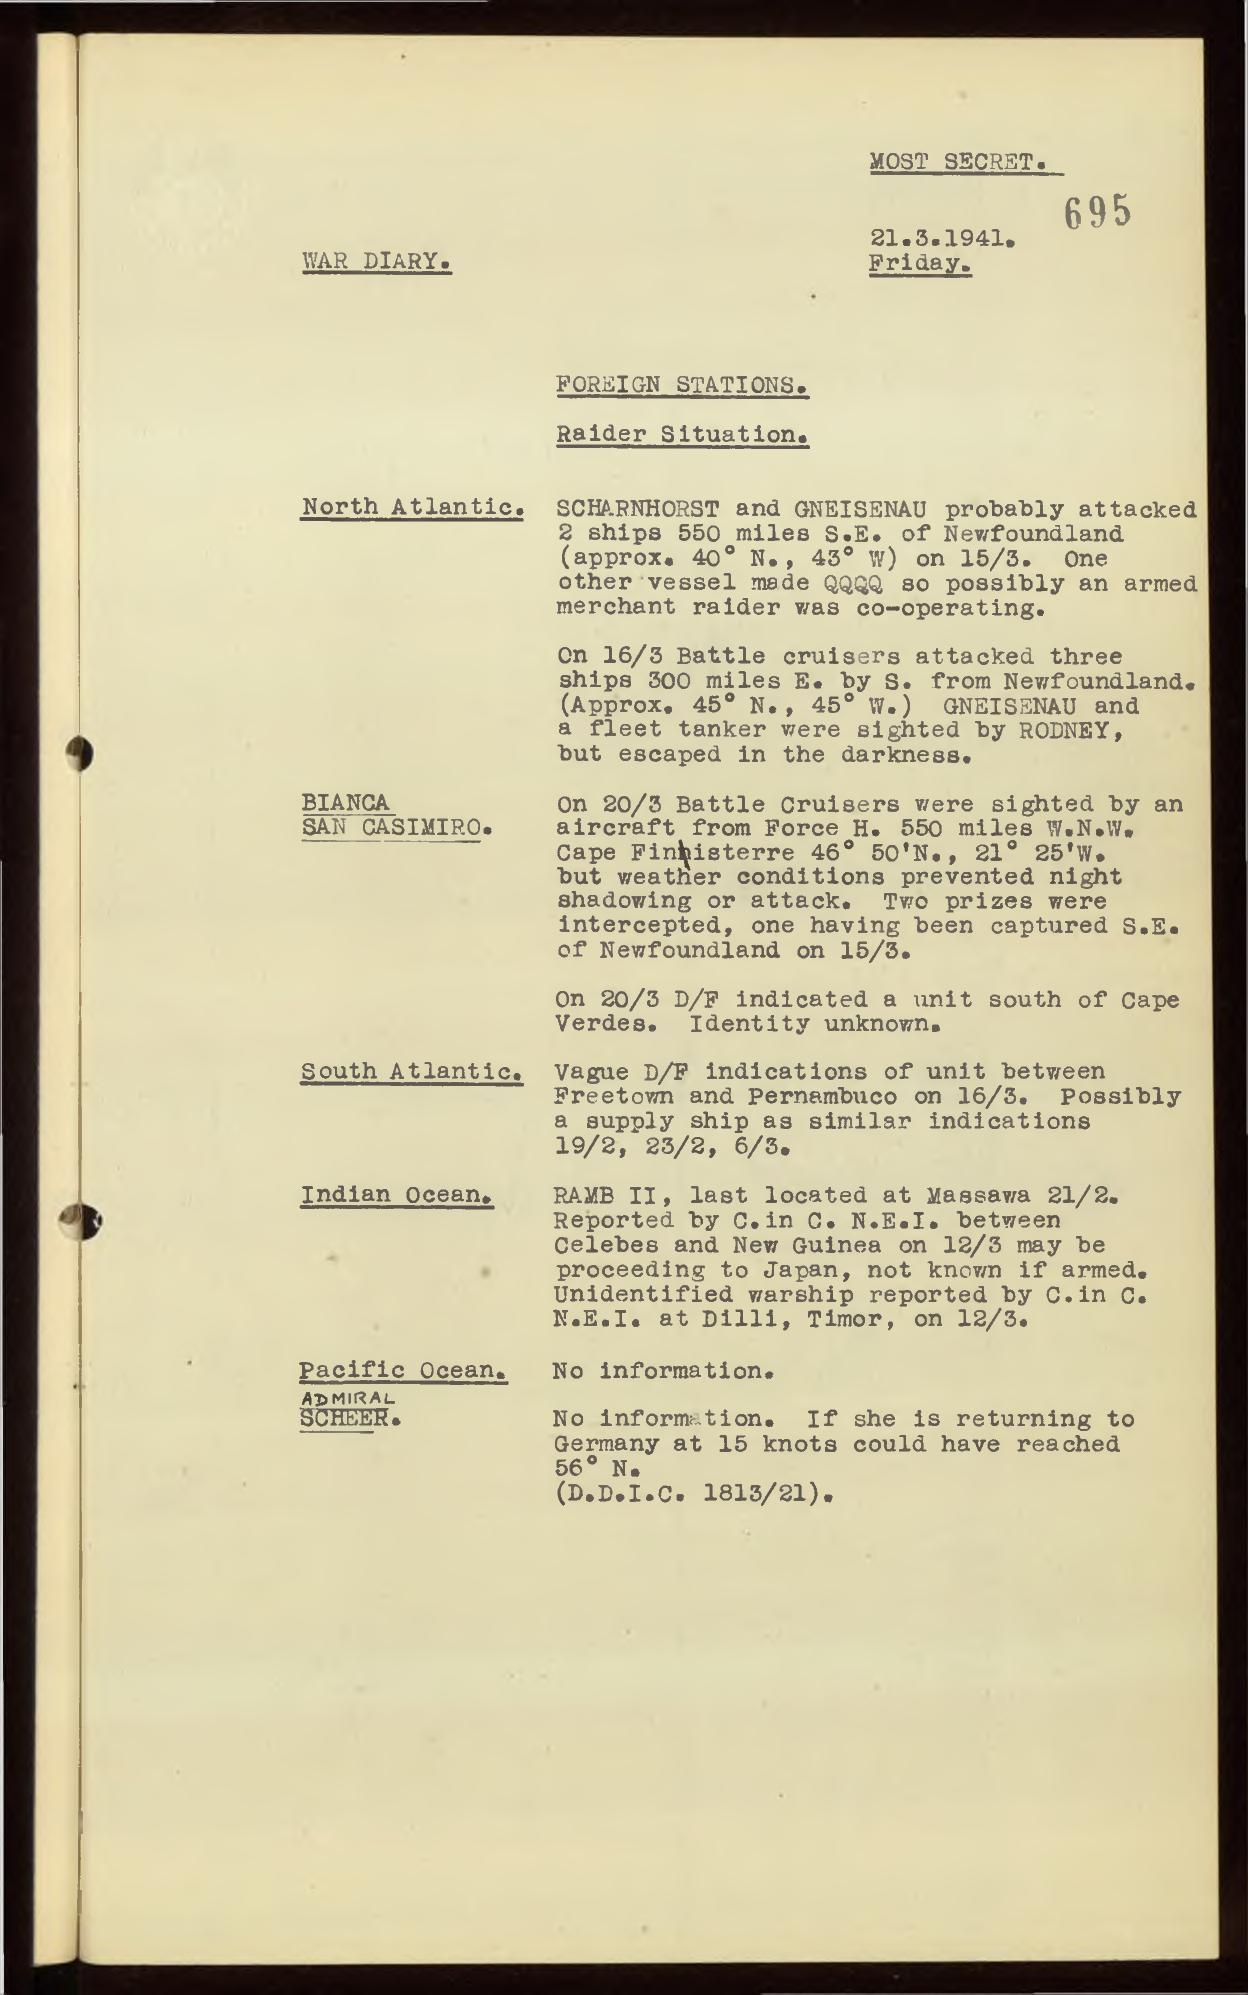 MOST SECRET.
695
21.3.1941.
WAR DIARY.
Friday.
FOREIGN STATIONS.
Raider Situation.
North Atlantic. SCHARNHORST and GNEISENAU probably attacked
2 ships 550 miles S.E. of Newfoundland
(approx. 40° N., 43° W) on 15/3. One
other vessel made QQQQ so possibly an armed
merchant raider was co-operating.
On 16/3 Battle cruisers attacked three
ships 300 miles E. by S. from Newfoundland.
(Approx. 45° N., 45° W.) GNEISENAU and
a fleet tanker were sighted by RODNEY,
but escaped in the darkness.
BIANCA On 20/3 Battle Cruisers were sighted by an
SAN CASIMIRO. aircraft from Force H. 550 miles W.N.W.
Cape Finnisterre 46° 50'N., 21° 25'W.
but weather conditions prevented night
shadowing or attack. Two prizes were
intercepted, one having been captured S.E.
of Newfoundland on 15/3.
On 20/3 D/F indicated a unit south of Cape
Verdes. Identity unknown.
South Atlantic. Vague D/F indications of unit between
Freetown and Pernambuco on 16/3. Possibly
a supply ship as similar indications
19/2, 23/2, 6/3.
Indian Ocean. RAMB II, last located at Massawa 21/2.
Reported by C.in C. N.E.I. between
Celebes and New Guinea on 12/3 may be
proceeding to Japan, not known if armed.
Unidentified warship reported by C.in C.
N.E.I. at Dilli, Timor, on 12/3.
Pacific Ocean. No information.
ADMIRAL
SCHEER. No information. If she is returning to
Germany at 15 knots could have reached
56° N.
(D.D.I.C. 1813/21).